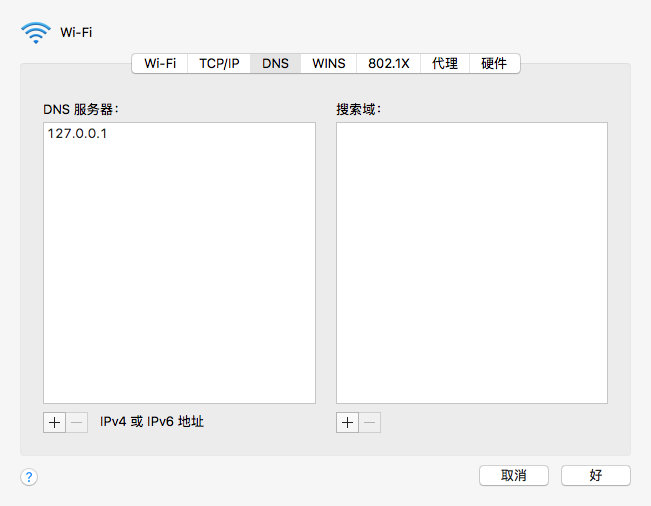 Wi-Fi
Wi-Fi TCP/IP DNS WINS 802.1X 代理 硬件
DNS 服务器： 搜索域：
127.0.0.1
+ − IPv4 或 IPv6 地址 + −
? 取消 好